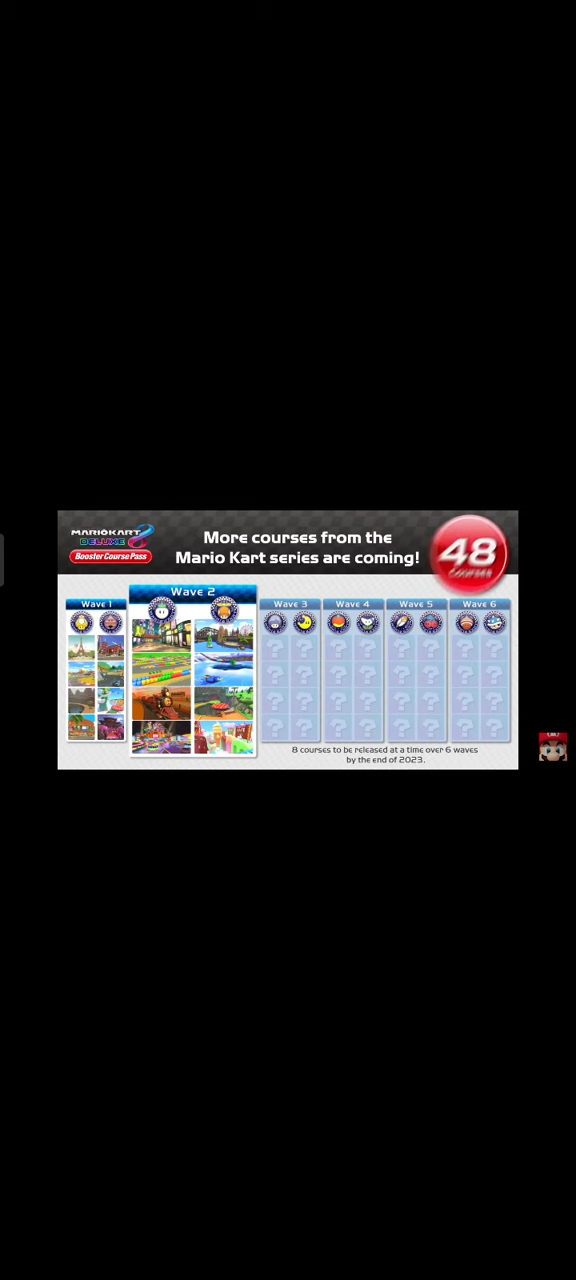 MARIOKART 8
DELUXE
Booster Course Pass
More courses from the
Mario Kart series are coming!
48
COURSES
Wave 1
Wave 2
Wave 3
Wave 4
Wave 5
Wave 6
? ? ? ? ? ? ? ?
? ? ? ? ? ? ? ?
? ? ? ? ? ? ? ?
? ? ? ? ? ? ? ?
8 courses to be released at a time over 6 waves
by the end of 2023.